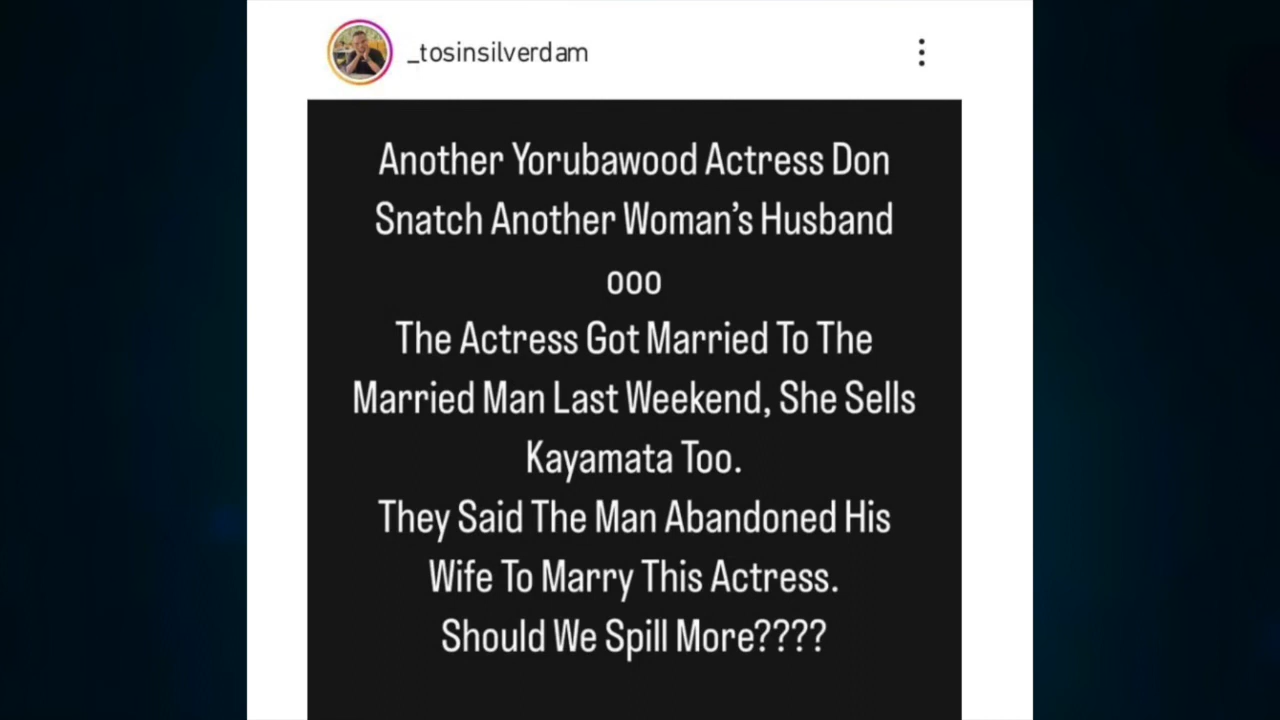 _tosinsilverdam
Another Yorubawood Actress Don
Snatch Another Woman’s Husband
ooo
The Actress Got Married To The
Married Man Last Weekend, She Sells
Kayamata Too.
They Said The Man Abandoned His
Wife To Marry This Actress.
Should We Spill More????